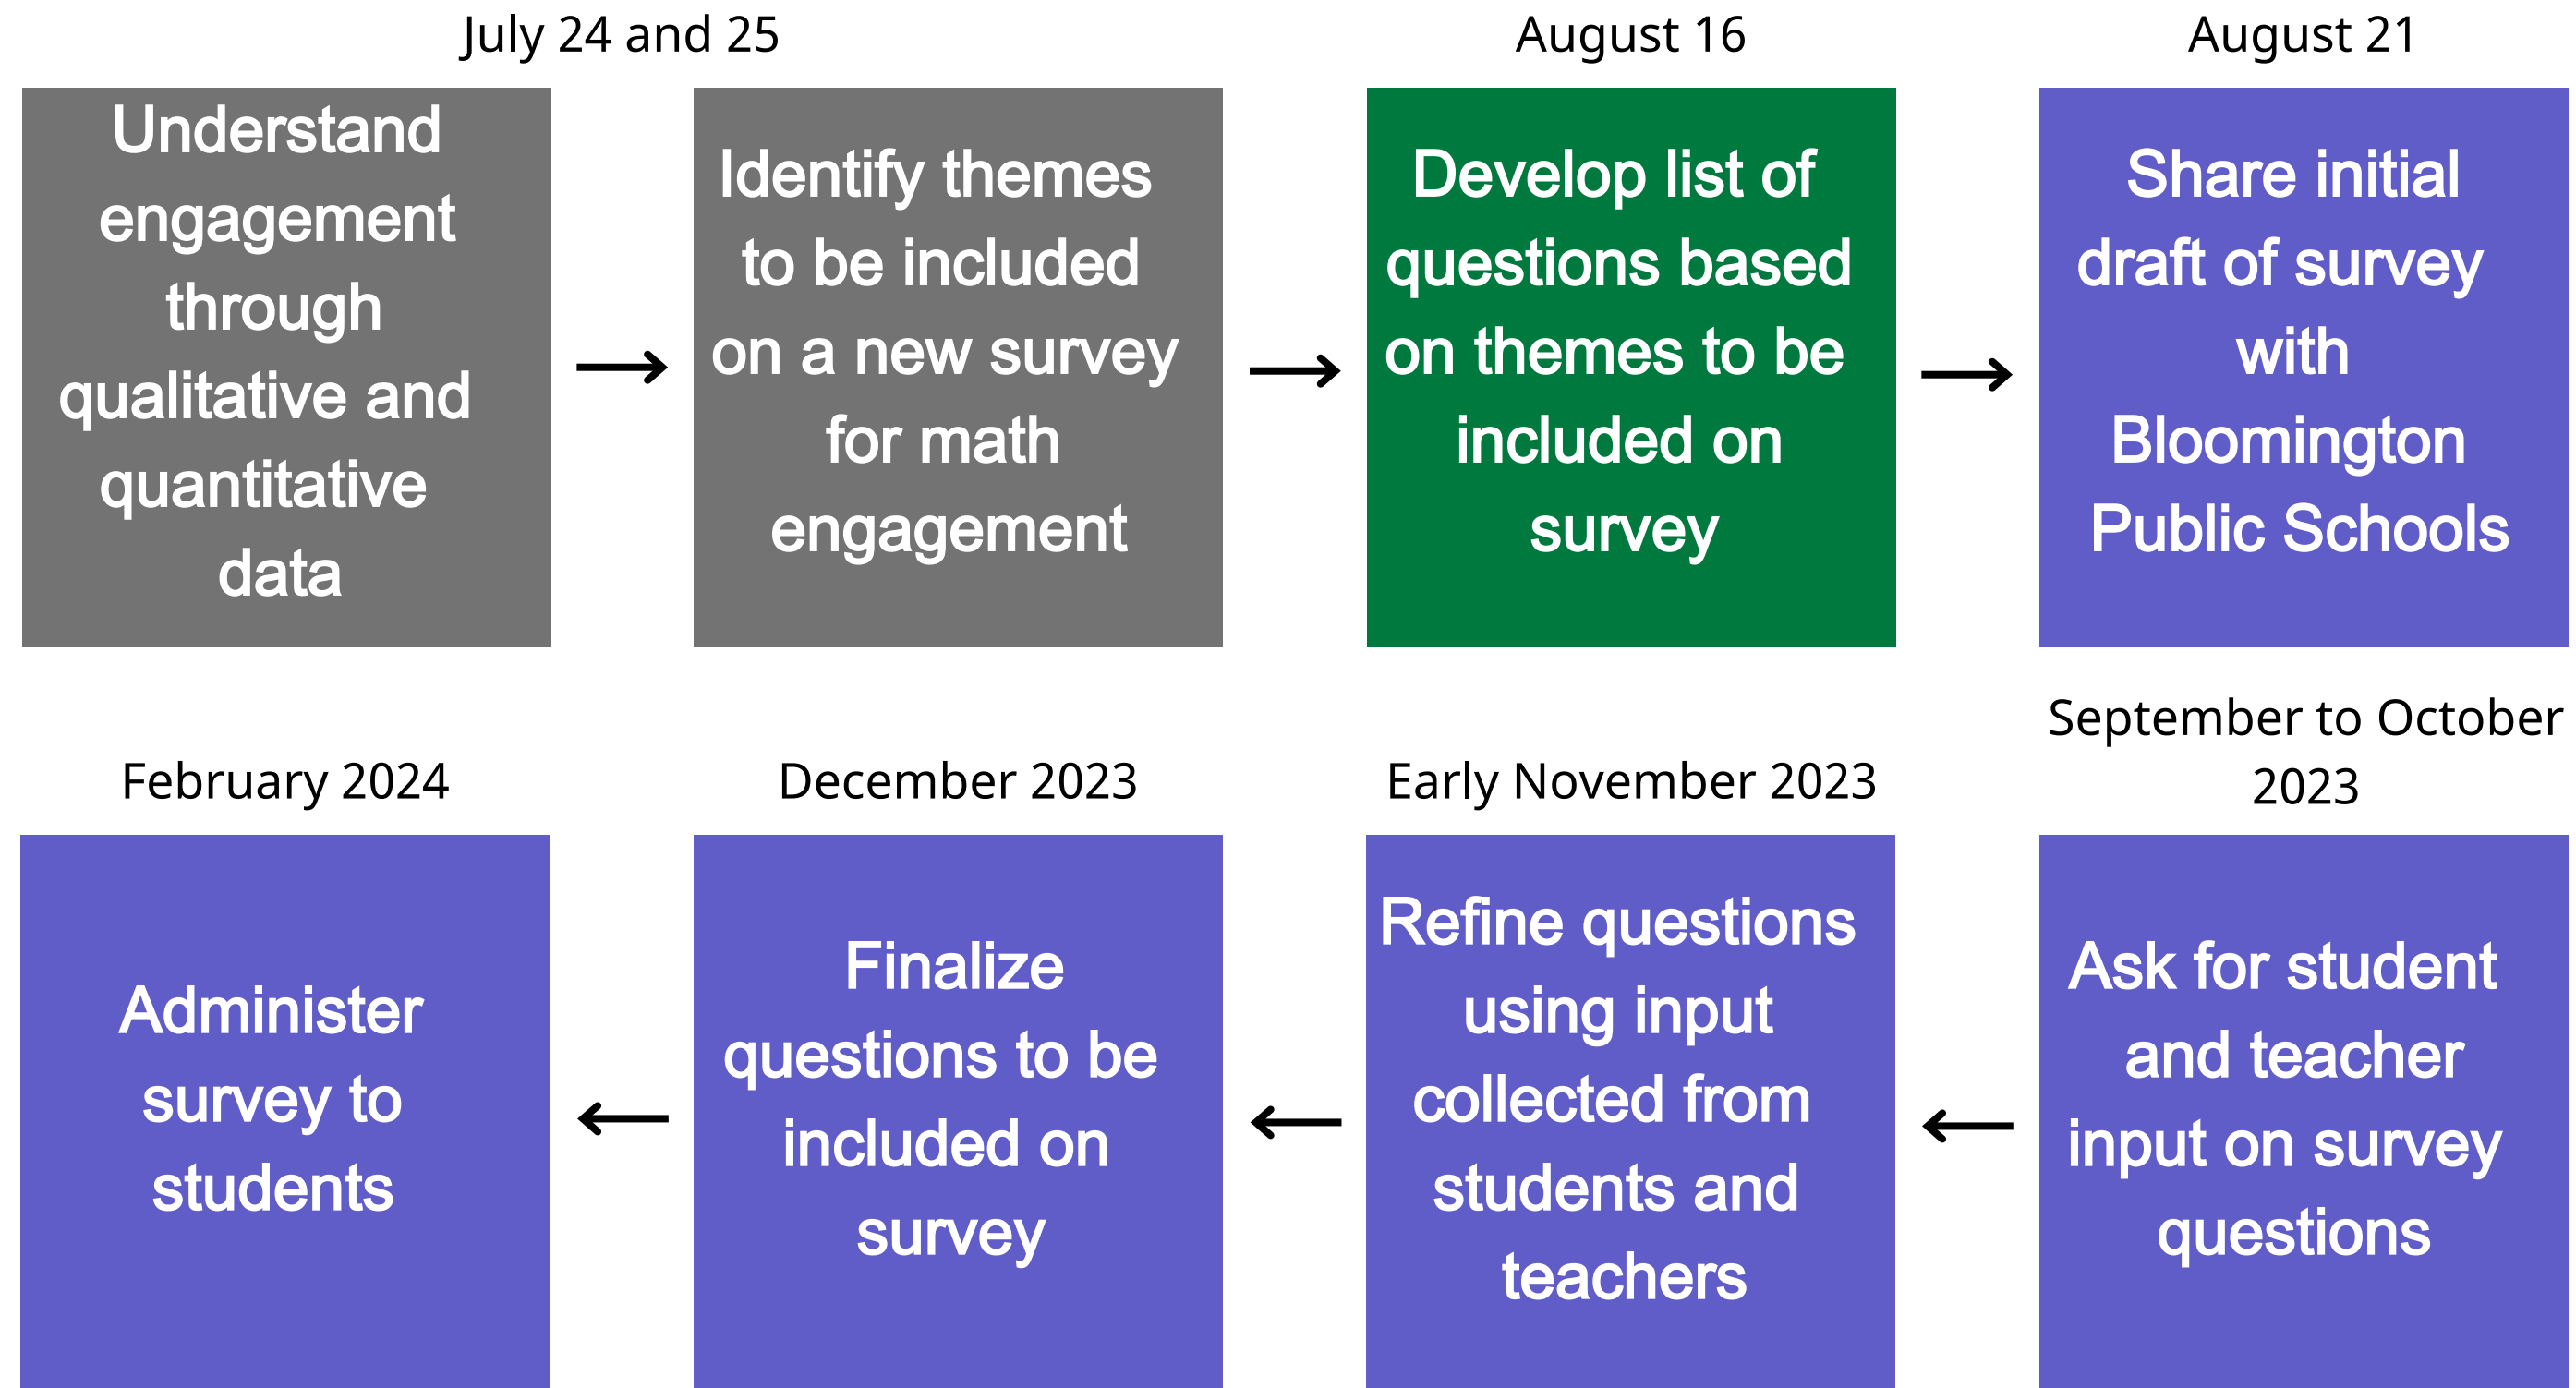 July 24 and 25
Understand
engagement
through
qualitative and
quantitative
data
Identify themes
to be included
on a new survey
for math
engagement
August 16
Develop list of
questions based
on themes to be
included on
survey
August 21
Share initial
draft of survey
with
Bloomington
Public Schools
September to October
2023
Ask for student
and teacher
input on survey
questions
Early November 2023
Refine questions
using input
collected from
students and
teachers
December 2023
Finalize
questions to be
included on
survey
February 2024
Administer
survey to
students